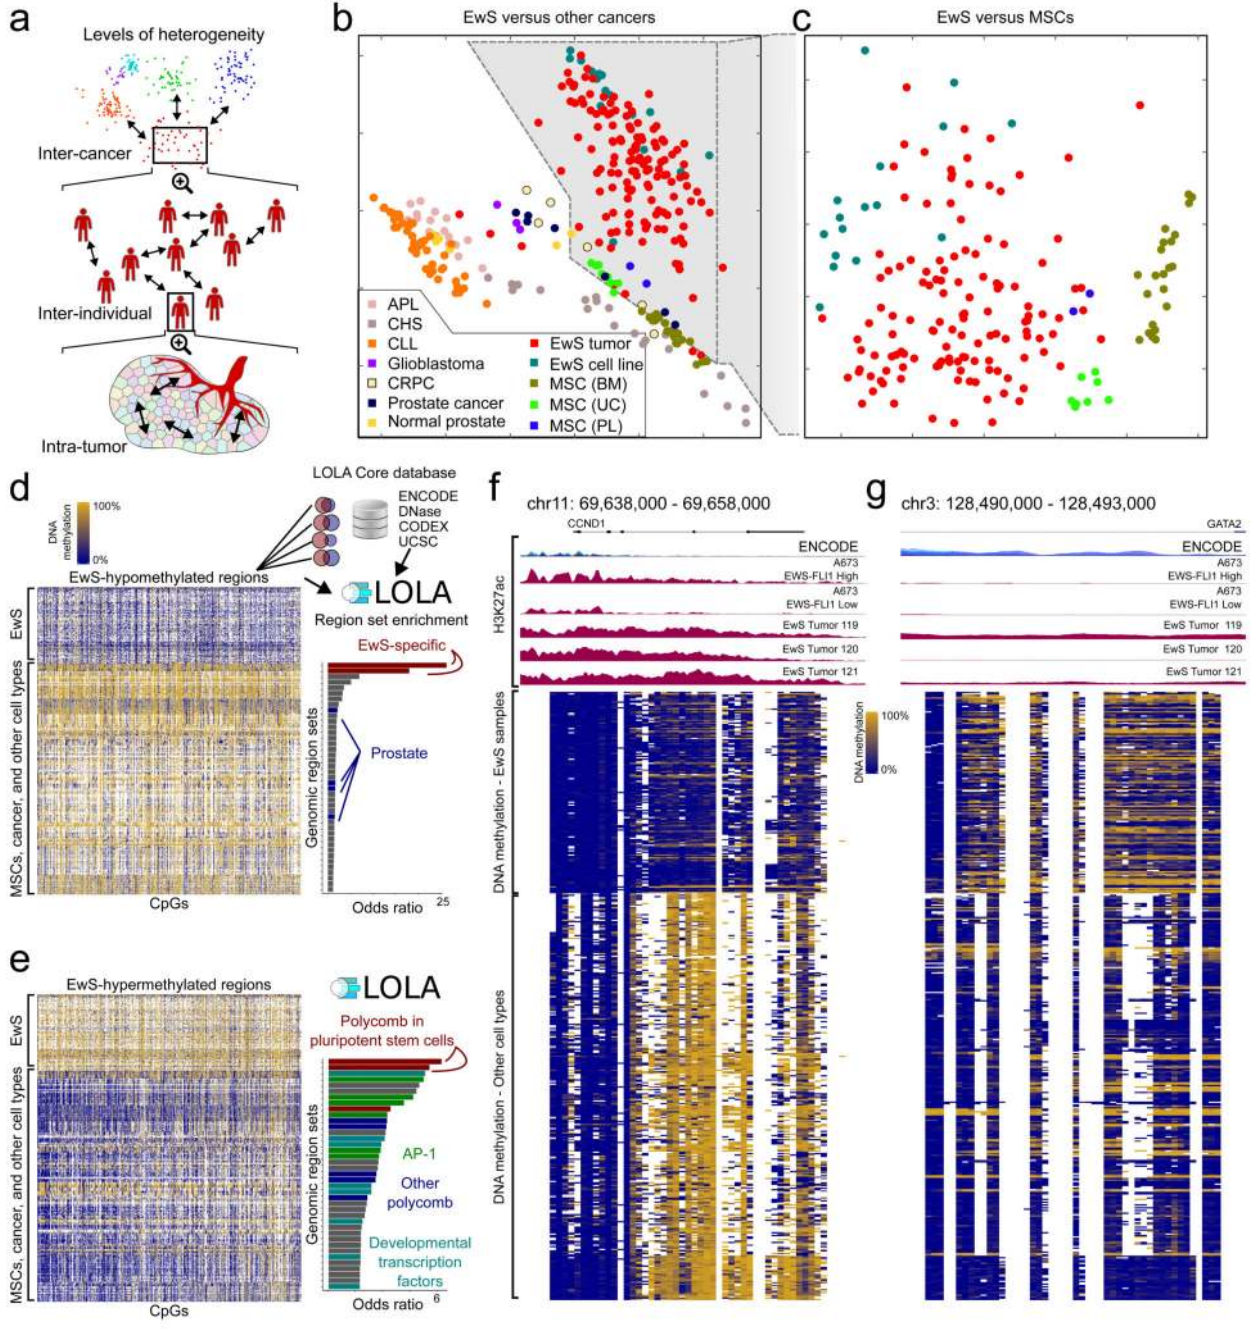 a
Levels of heterogeneity
Inter-cancer
Inter-individual
Intra-tumor
b
EwS versus other cancers
APL
CHS
CLL
Glioblastoma
CRPC
Prostate cancer
Normal prostate
EwS tumor
EwS cell line
MSC (BM)
MSC (UC)
MSC (PL)
c
EwS versus MSCs
d
DNA
methylation
100%
0%
LOLA Core database
ENCODE
DNase
CODEX
UCSC
LOLA
Region set enrichment
EwS-hypomethylated regions
EwS
MSCs, cancer, and other cell types
CpGs
EwS-specific
Prostate
Genomic region sets
25
Odds ratio
e
EwS-hypermethylated regions
EwS
MSCs, cancer, and other cell types
CpGs
LOLA
Polycomb in
pluripotent stem cells
AP-1
Other
polycomb
Developmental
transcription
factors
Genomic region sets
Odds ratio
6
f
chr11: 69,638,000 - 69,658,000
CCND1
H3K27ac
ENCODE
A673
EWS-FLI1 High
A673
EWS-FLI1 Low
EwS Tumor 119
EwS Tumor 120
EwS Tumor 121
DNA methylation - EwS samples
DNA methylation - Other cell types
g
chr3: 128,490,000 - 128,493,000
GATA2
ENCODE
A673
EWS-FLI1 High
A673
EWS-FLI1 Low
EwS Tumor 119
EwS Tumor 120
EwS Tumor 121
DNA methylation
100%
0%